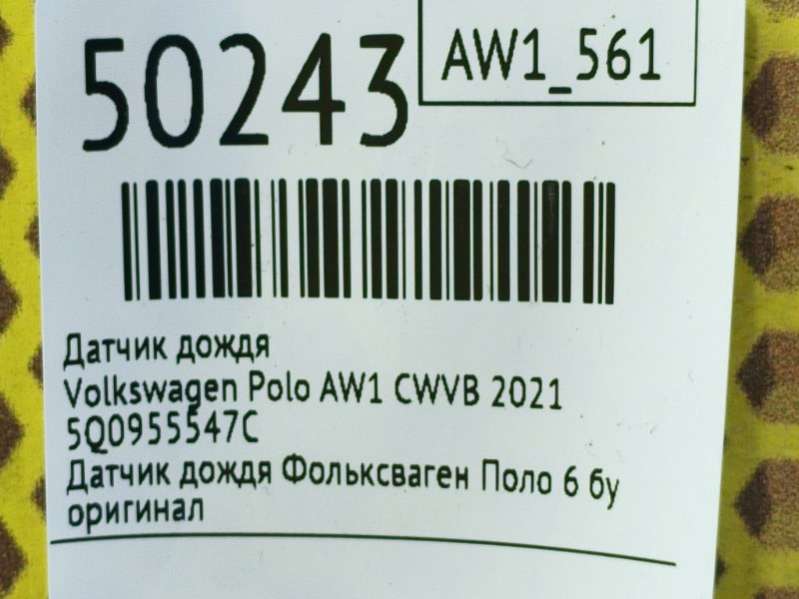 50243
AW1_561
Датчик дождя
Volkswagen Polo AW1 CWVB 2021
5Q0955547C
Датчик дождя Фольксваген Поло 6 бу
оригинал